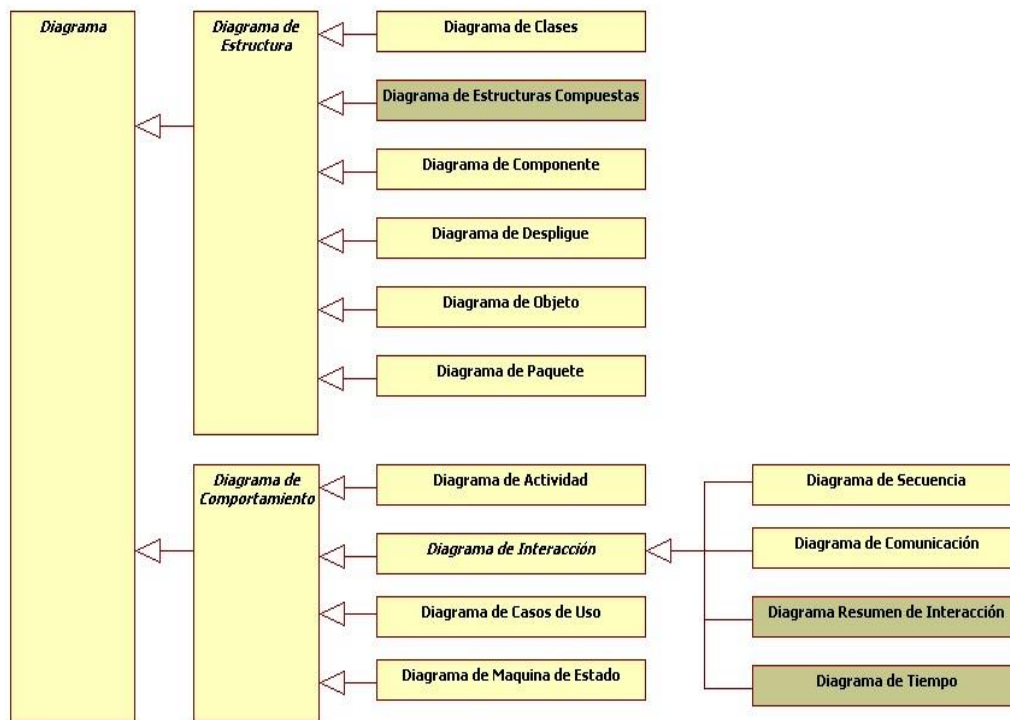 Diagrama
Diagrama de
Estructura
Diagrama de Clases
Diagrama de Estructuras Compuestas
Diagrama de Componente
Diagrama de Despligue
Diagrama de Objeto
Diagrama de Paquete
Diagrama de
Comportamiento
Diagrama de Actividad
Diagrama de Interacción
Diagrama de Casos de Uso
Diagrama de Maquina de Estado
Diagrama de Secuencia
Diagrama de Comunicación
Diagrama Resumen de Interacción
Diagrama de Tiempo